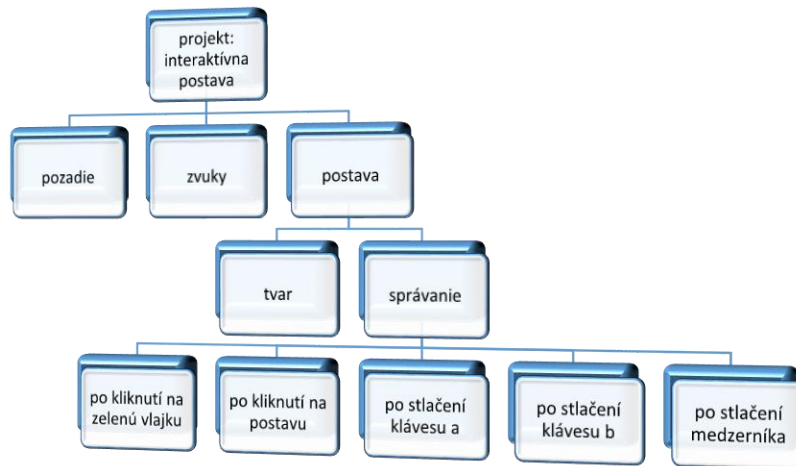 projekt:
interaktívna
postava
pozadie
zvuky
postava
tvar
správanie
po kliknutí na
zelenú vlajku
po kliknutí na
postavu
po stlačení
klávesu a
po stlačení
klávesu b
po stlačení
medzerníka